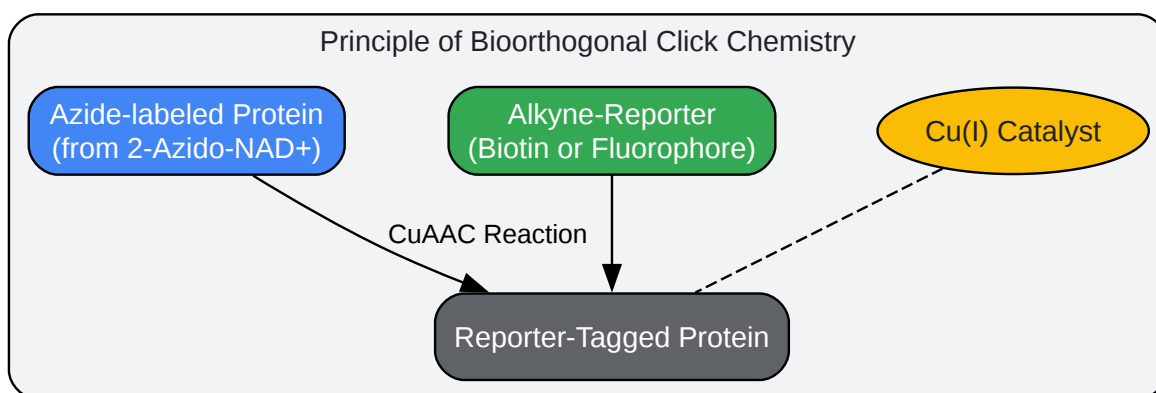 Principle of Bioorthogonal Click Chemistry
Azide-labeled Protein
(from 2-Azido-NAD+)
Alkyne-Reporter
(Biotin or Fluorophore)
Cu(I) Catalyst
CuAAC Reaction
Reporter-Tagged Protein